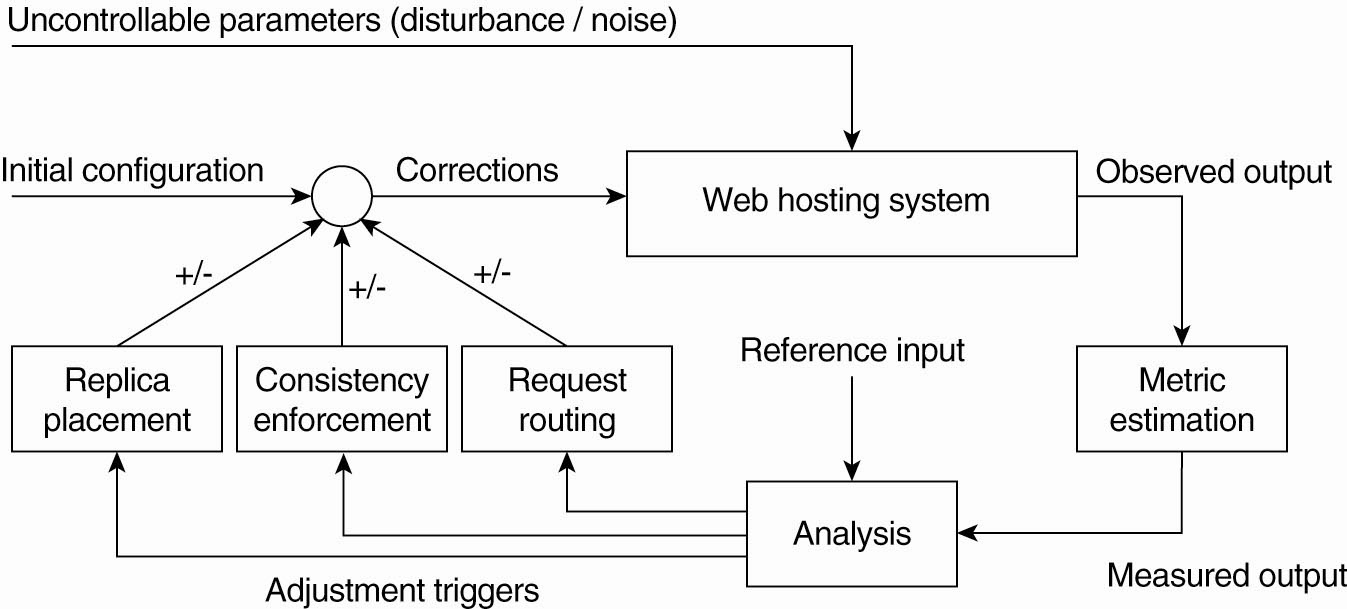 Uncontrollable parameters (disturbance / noise)
Initial configuration
Corrections
Web hosting system
Observed output
+/-
+/-
+/-
Replica
placement
Consistency
enforcement
Request
routing
Reference input
Metric
estimation
Analysis
Adjustment triggers
Measured output